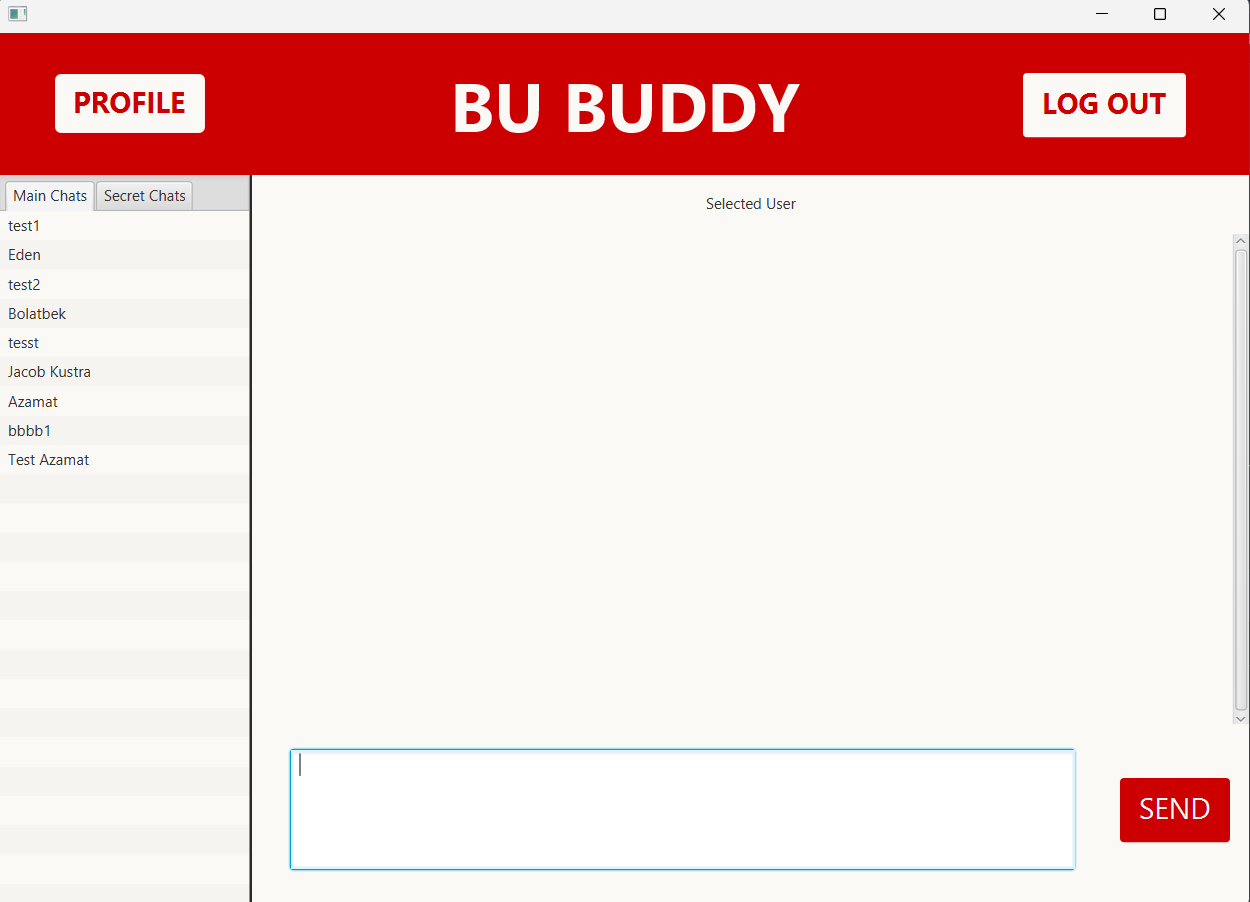 PROFILE
BU BUDDY
LOG OUT
Main Chats
Secret Chats
Selected User
test1
Eden
test2
Bolatbek
tesst
Jacob Kustra
Azamat
bbbb1
Test Azamat
SEND